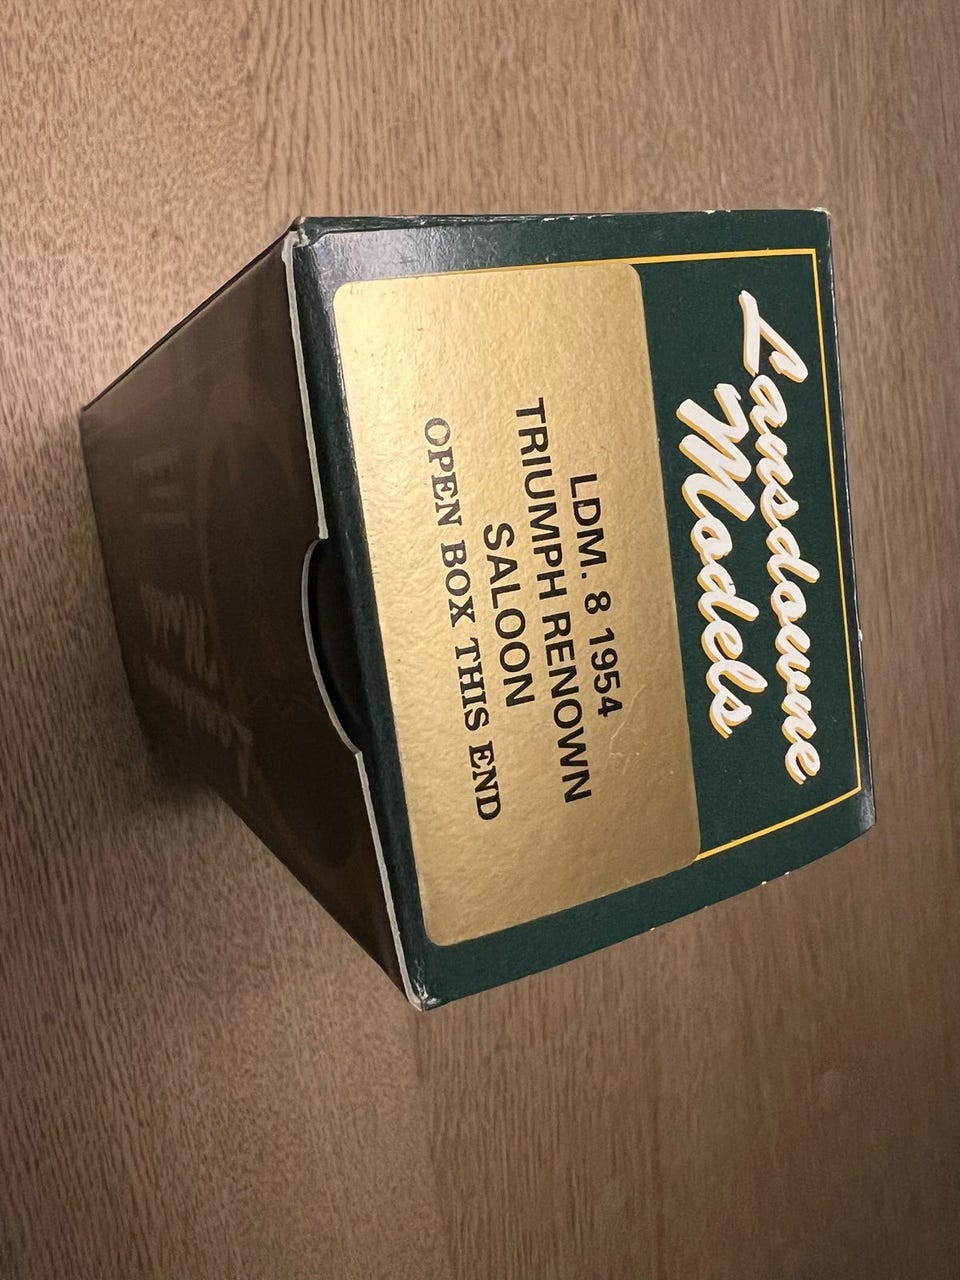 Lansdowne
Models
LDM. 8 1954
TRIUMPH RENOWN
SALOON
OPEN BOX THIS END